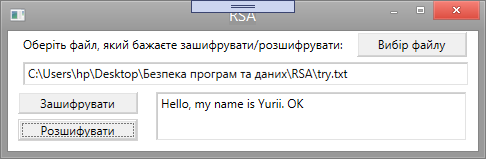 RSA
Оберіть файл, який бажаєте зашифрувати/розшифрувати:
Вибір файлу
C:\Users\hp\Desktop\Безпека програм та даних\RSA\try.txt
Зашифрувати
Hello, my name is Yurii. OK
Розшифувати